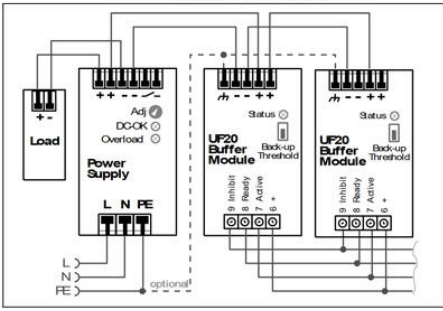 + + - - 
- - + +
- - + +
+ -
Load
Adj
DC-OK
Overload
Power
Supply
L N PE
Status
UF20
Buffer
Module
Back-up
Threshold
9 Inhibit
8 Ready
7 Active
6 +
Status
UF20
Buffer
Module
Back-up
Threshold
9 Inhibit
8 Ready
7 Active
6 +
L
N
PE
optional